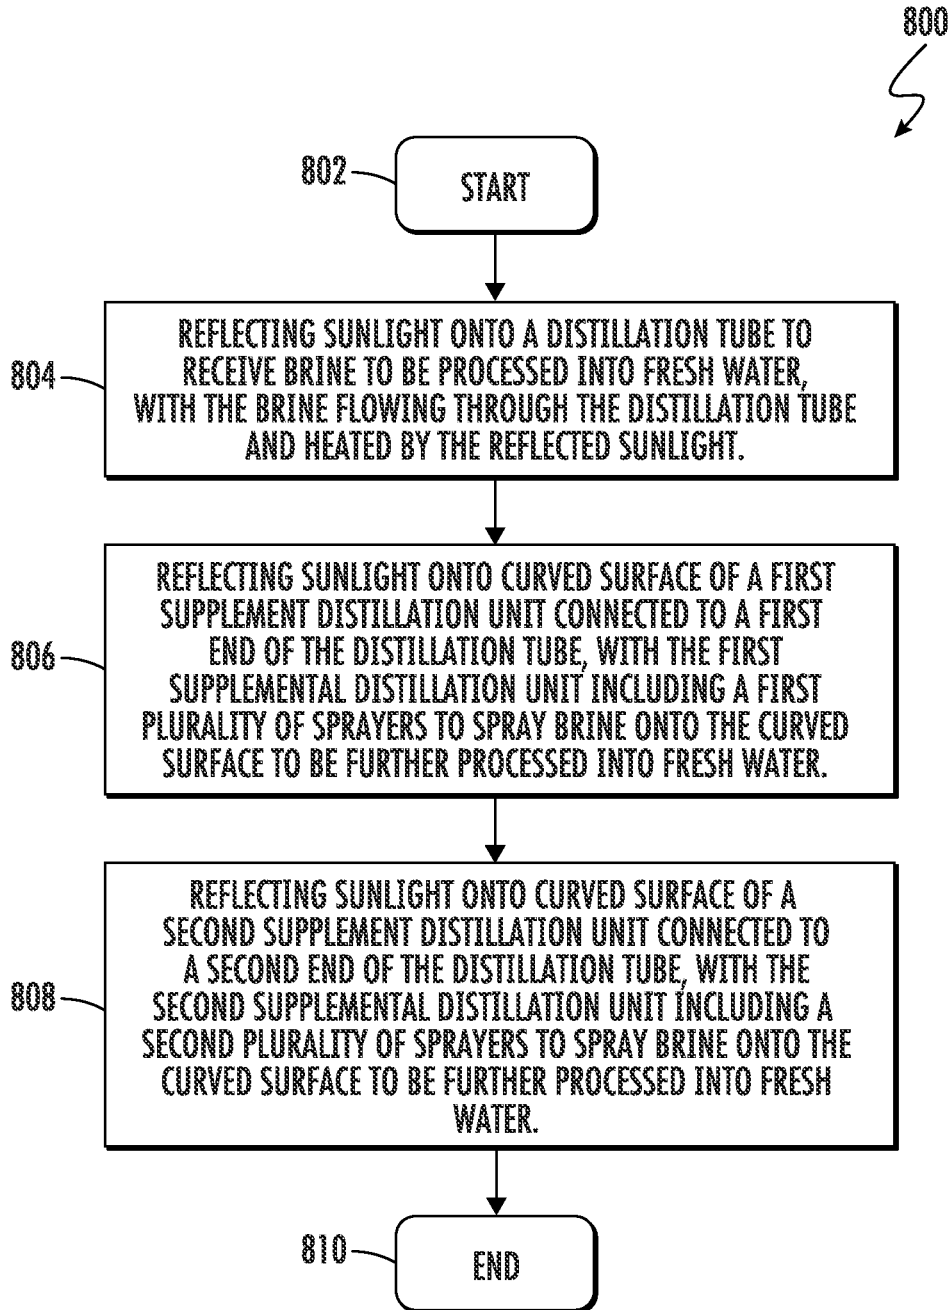 800
802
START
804
REFLECTING SUNLIGHT ONTO A DISTILLATION TUBE TO
RECEIVE BRINE TO BE PROCESSED INTO FRESH WATER,
WITH THE BRINE FLOWING THROUGH THE DISTILLATION TUBE
AND HEATED BY THE REFLECTED SUNLIGHT.
806
REFLECTING SUNLIGHT ONTO CURVED SURFACE OF A FIRST
SUPPLEMENT DISTILLATION UNIT CONNECTED TO A FIRST
END OF THE DISTILLATION TUBE, WITH THE FIRST
SUPPLEMENTAL DISTILLATION UNIT INCLUDING A FIRST
PLURALITY OF SPRAYERS TO SPRAY BRINE ONTO THE CURVED
SURFACE TO BE FURTHER PROCESSED INTO FRESH WATER.
808
REFLECTING SUNLIGHT ONTO CURVED SURFACE OF A
SECOND SUPPLEMENT DISTILLATION UNIT CONNECTED TO
A SECOND END OF THE DISTILLATION TUBE, WITH THE
SECOND SUPPLEMENTAL DISTILLATION UNIT INCLUDING A
SECOND PLURALITY OF SPRAYERS TO SPRAY BRINE ONTO THE
CURVED SURFACE TO BE FURTHER PROCESSED INTO FRESH
WATER.
810
END